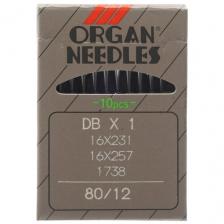 ORGAN
NEEDLES
-10pcs-
DB X 1
16X231
16X257
1738
80/12